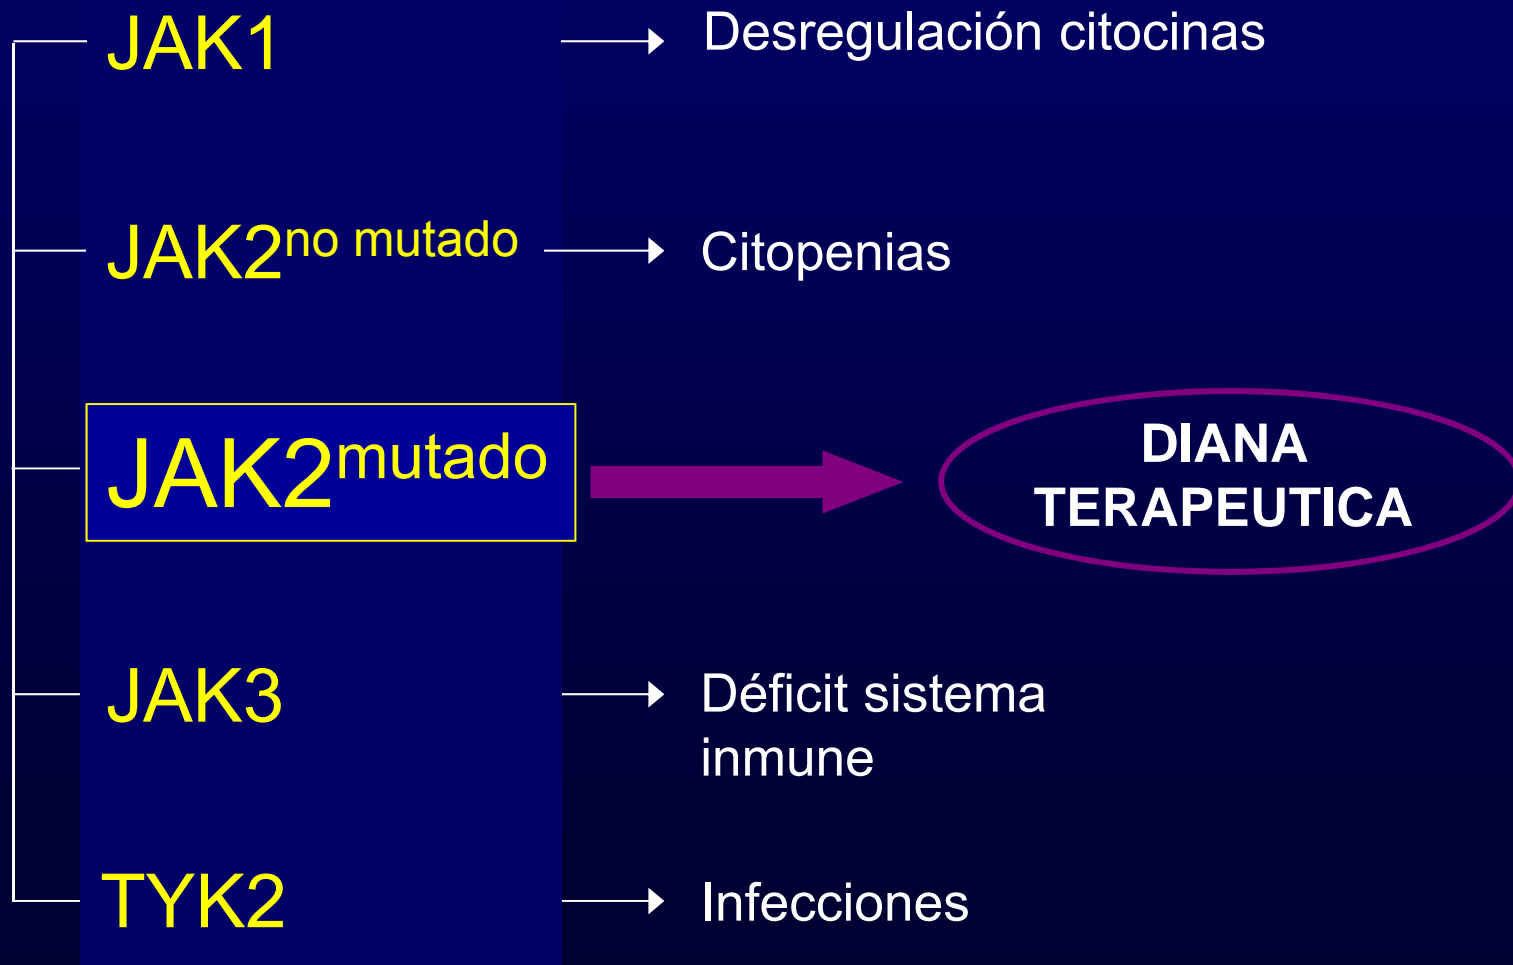 JAK1
Desregulación citocinas
JAK2no mutado
Citopenias
JAK2mutado
DIANA
TERAPEUTICA
JAK3
Déficit sistema
inmune
TYK2
Infecciones